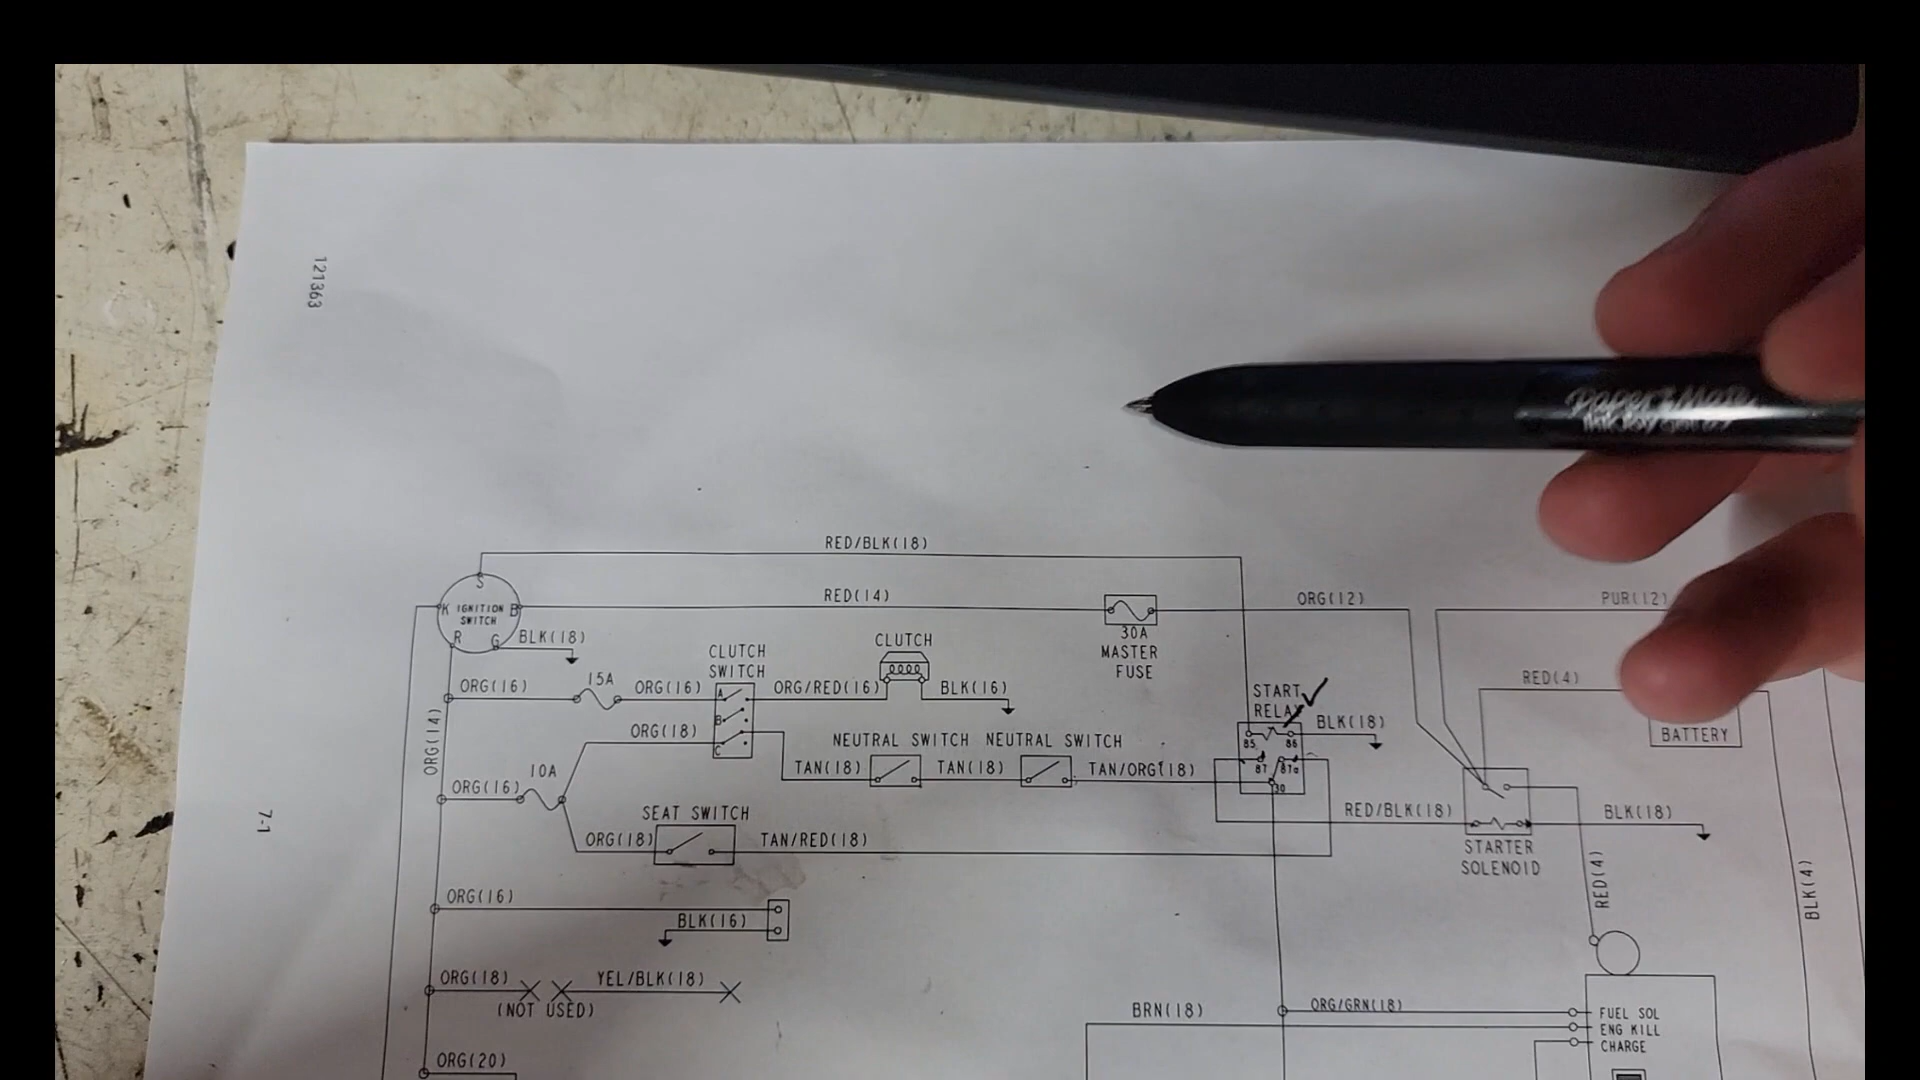 121363
PaperMate
InkJoy Gel 0.7
RED/BLK(18)
S
K IGNITION SWITCH B
R G
RED(14)
ORG(12)
PUR(12)
30A
MASTER
FUSE
BLK(18)
CLUTCH
SWITCH
CLUTCH
15A
ORG(16)
ORG(16)
A
B
C
ORG/RED(16)
BLK(16)
RED(4)
START
RELAY
BLK(18)
BATTERY
ORG(14)
ORG(18)
NEUTRAL SWITCH NEUTRAL SWITCH
85 86
87 87a
30
10A
ORG(16)
TAN(18)
TAN(18)
TAN/ORG(18)
7-1
SEAT SWITCH
ORG(18)
TAN/RED(18)
RED/BLK(18)
BLK(18)
STARTER
SOLENOID
RED(4)
BLK(4)
ORG(16)
BLK(16)
ORG(18)
YEL/BLK(18)
(NOT USED)
BRN(18)
ORG/GRN(18)
FUEL SOL
ENG KILL
CHARGE
ORG(20)